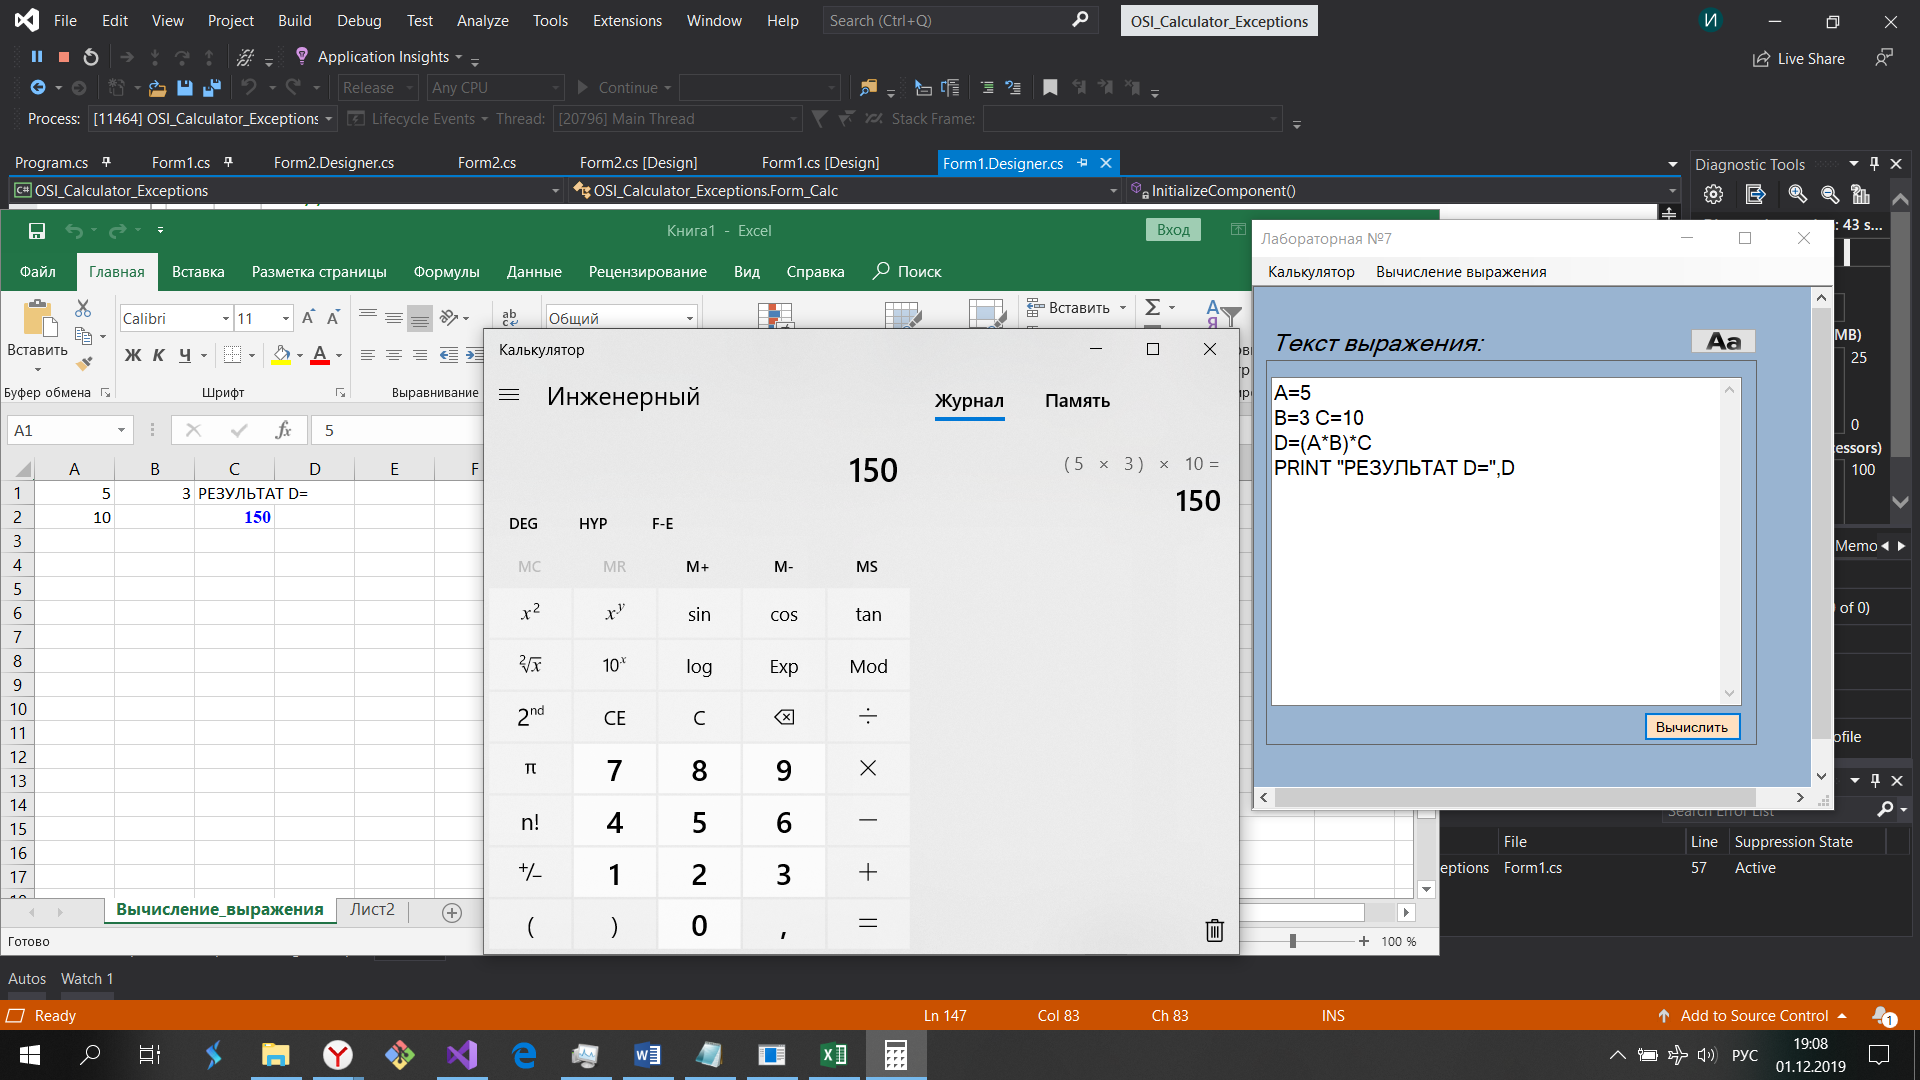 File Edit View Project Build Debug Test Analyze Tools Extensions Window Help Search (Ctrl+Q) OSI_Calculator_Exceptions И
Application Insights
Live Share
Release Any CPU Continue
Process: [11464] OSI_Calculator_Exceptions Lifecycle Events Thread: [20796] Main Thread Stack Frame:
Program.cs Form1.cs Form2.Designer.cs Form2.cs Form2.cs [Design] Form1.cs [Design] Form1.Designer.cs
Diagnostic Tools
OSI_Calculator_Exceptions OSI_Calculator_Exceptions.Form_Calc InitializeComponent()
: 43 s...
Книга1 - Excel
Вход
Файл Главная Вставка Разметка страницы Формулы Данные Рецензирование Вид Справка Поиск
Вставить
Calibri 11
Общий
Вставить
Ж К Ч
Буфер обмена Шрифт Выравнивание
A1 5
A B C D E F
1 5 3 РЕЗУЛЬТАТ D=
2 10 150
3
4
5
6
7
8
9
10
11
12
13
14
15
16
17
Вычисление_выражения Лист2
Готово
100 %
Калькулятор
Инженерный
Журнал Память
150
( 5 × 3 ) × 10 =
150
DEG HYP F-E
MC MR M+ M- MS
x² xʸ sin cos tan
²√x 10ˣ log Exp Mod
2ⁿᵈ CE C ÷
π 7 8 9 ×
n! 4 5 6 −
+/− 1 2 3 +
( ) 0 , =
Лабораторная №7
Калькулятор Вычисление выражения
Текст выражения:
Aa
A=5
B=3 C=10
D=(A*B)*C
PRINT "РЕЗУЛЬТАТ D=",D
Вычислить
MB)
25
0
essors)
100
Memo
of 0)
ofile
Search Error List
File Line Suppression State
eptions Form1.cs 57 Active
Autos Watch 1
Ready Ln 147 Col 83 Ch 83 INS Add to Source Control 1
РУС
19:08
01.12.2019